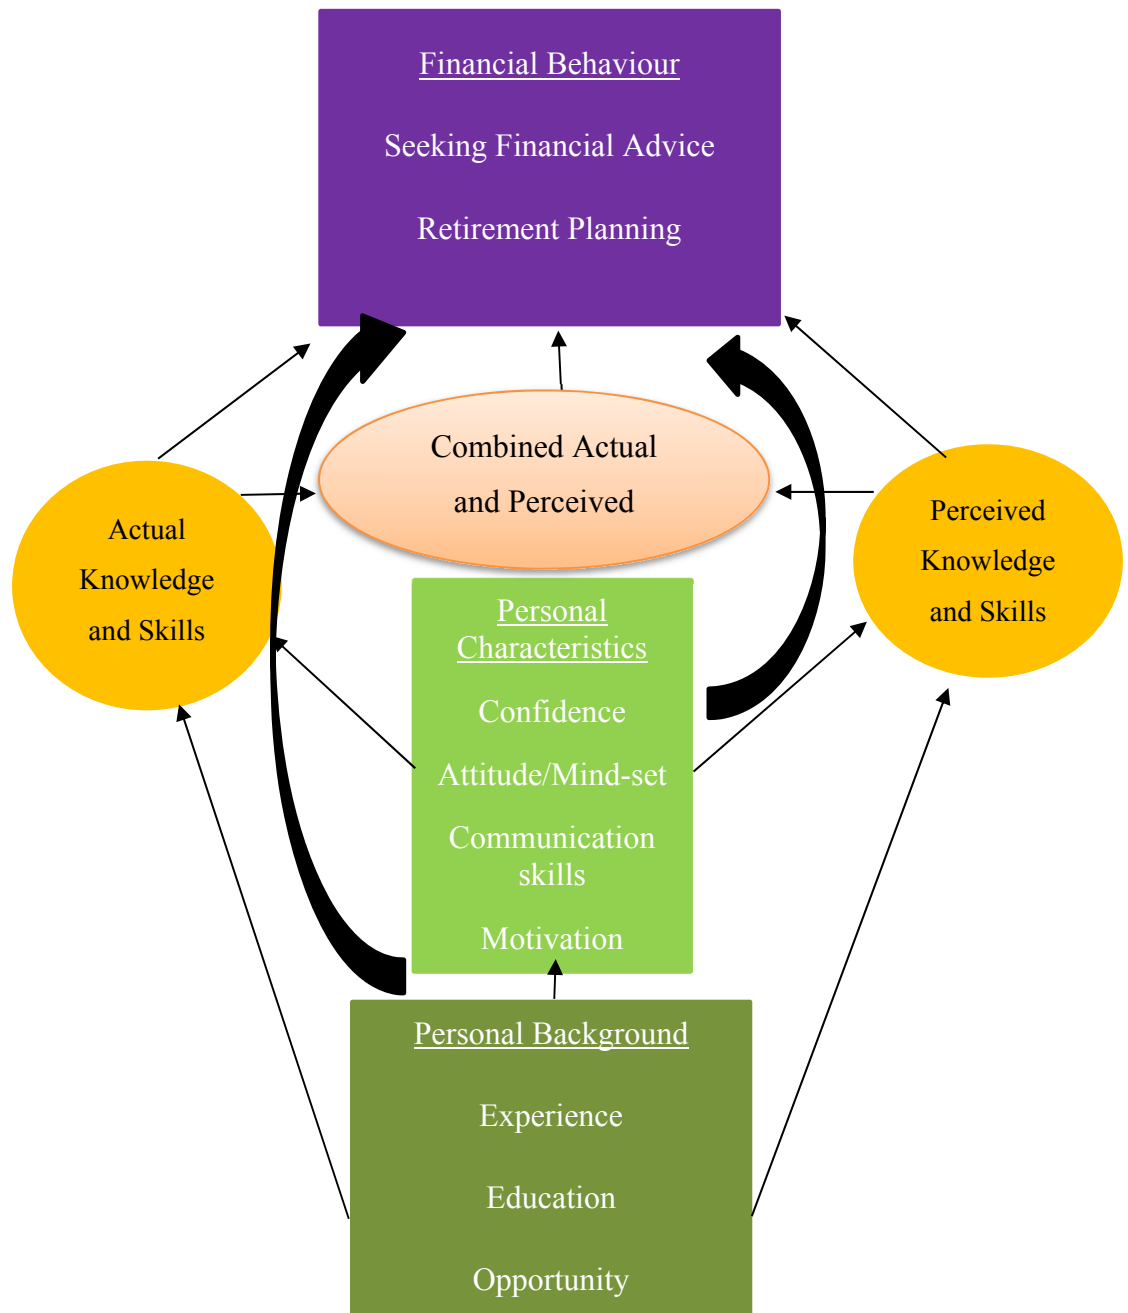 Financial Behaviour
Seeking Financial Advice
Retirement Planning
Combined Actual
and Perceived
Actual
Knowledge
and Skills
Perceived
Knowledge
and Skills
Personal
Characteristics
Confidence
Attitude/Mind-set
Communication
skills
Motivation
Personal Background
Experience
Education
Opportunity